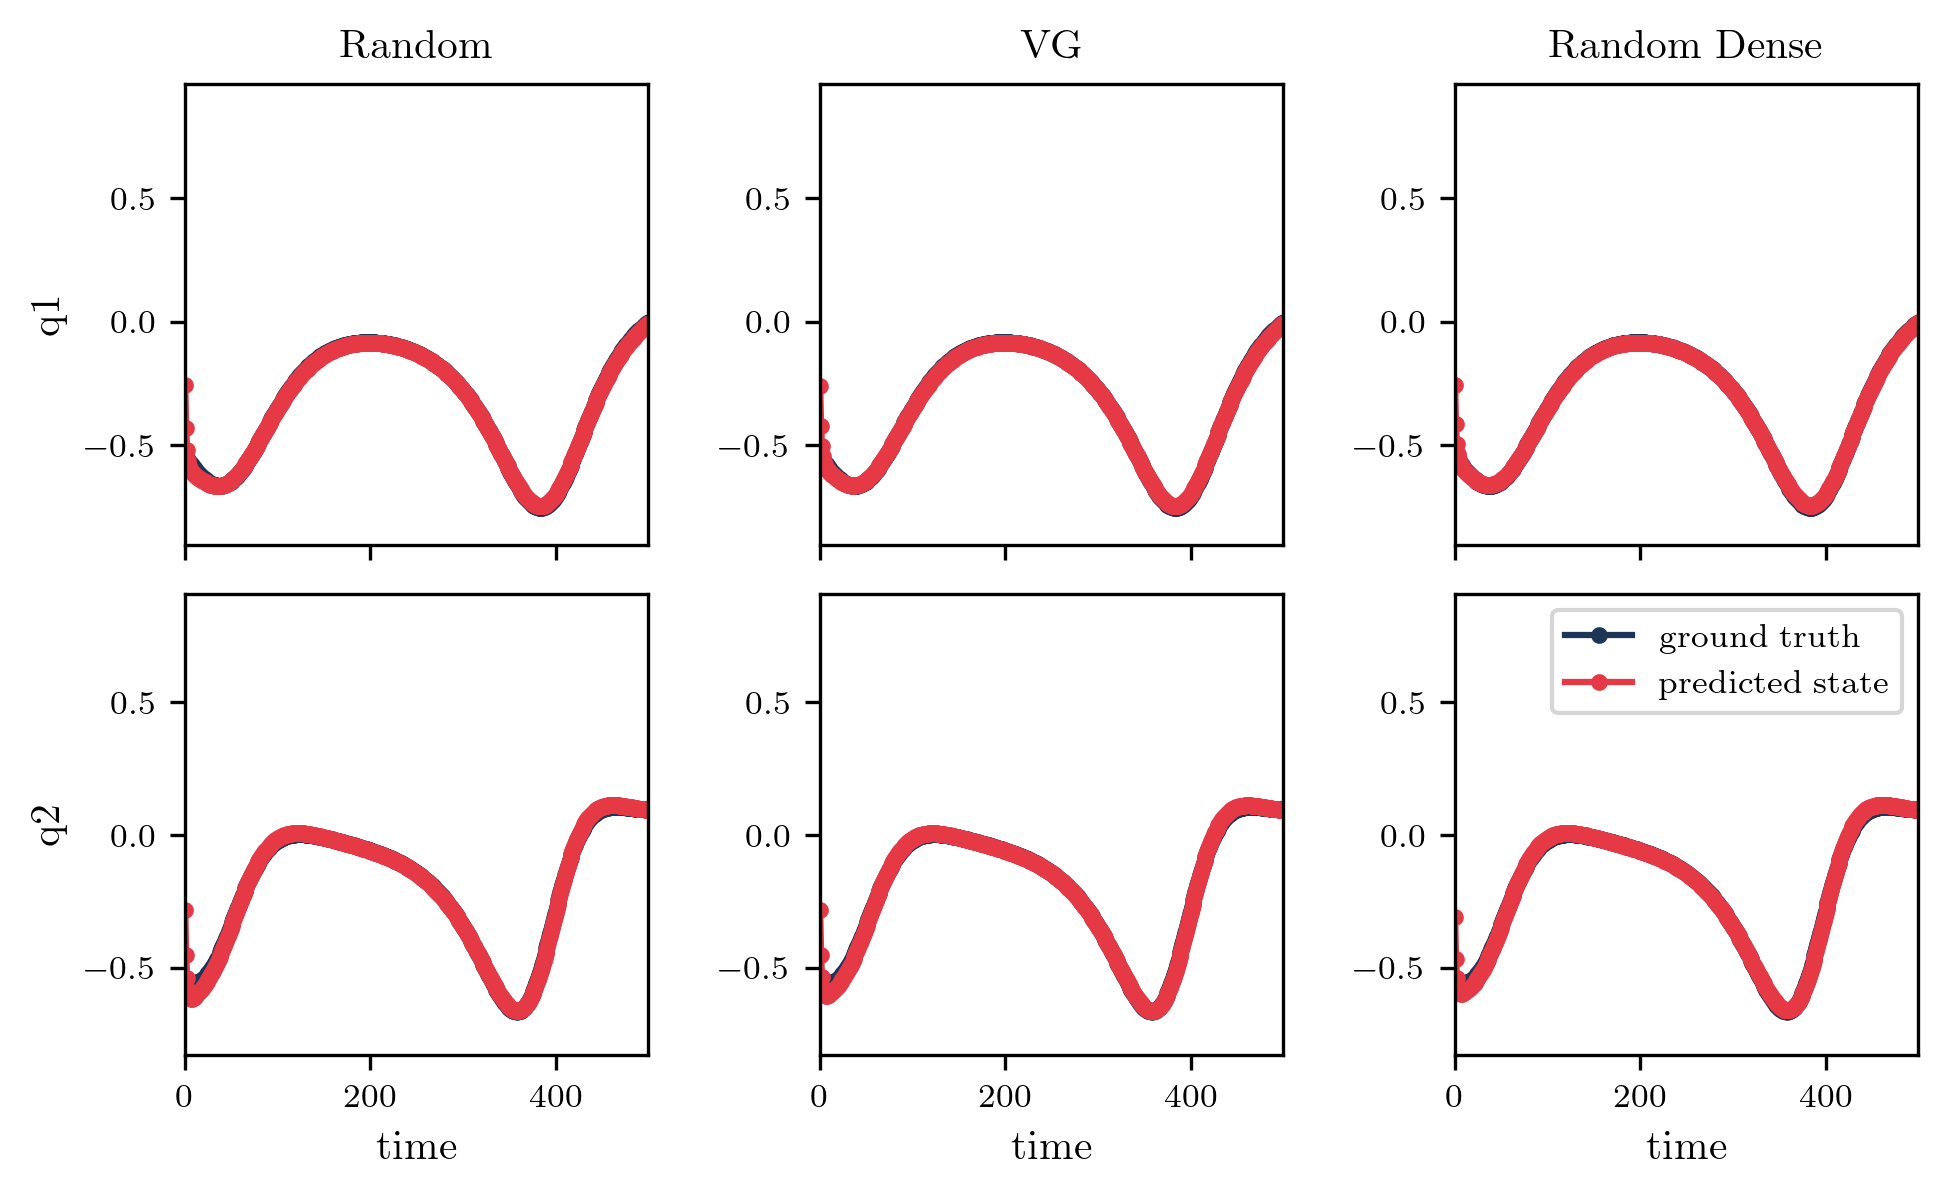 Random VG Random Dense
0.5 0.5 0.5
q1
0.0 0.0 0.0
−0.5 −0.5 −0.5
ground truth
predicted state
0.5 0.5 0.5
q2
0.0 0.0 0.0
−0.5 −0.5 −0.5
0 200 400 0 200 400 0 200 400
time time time